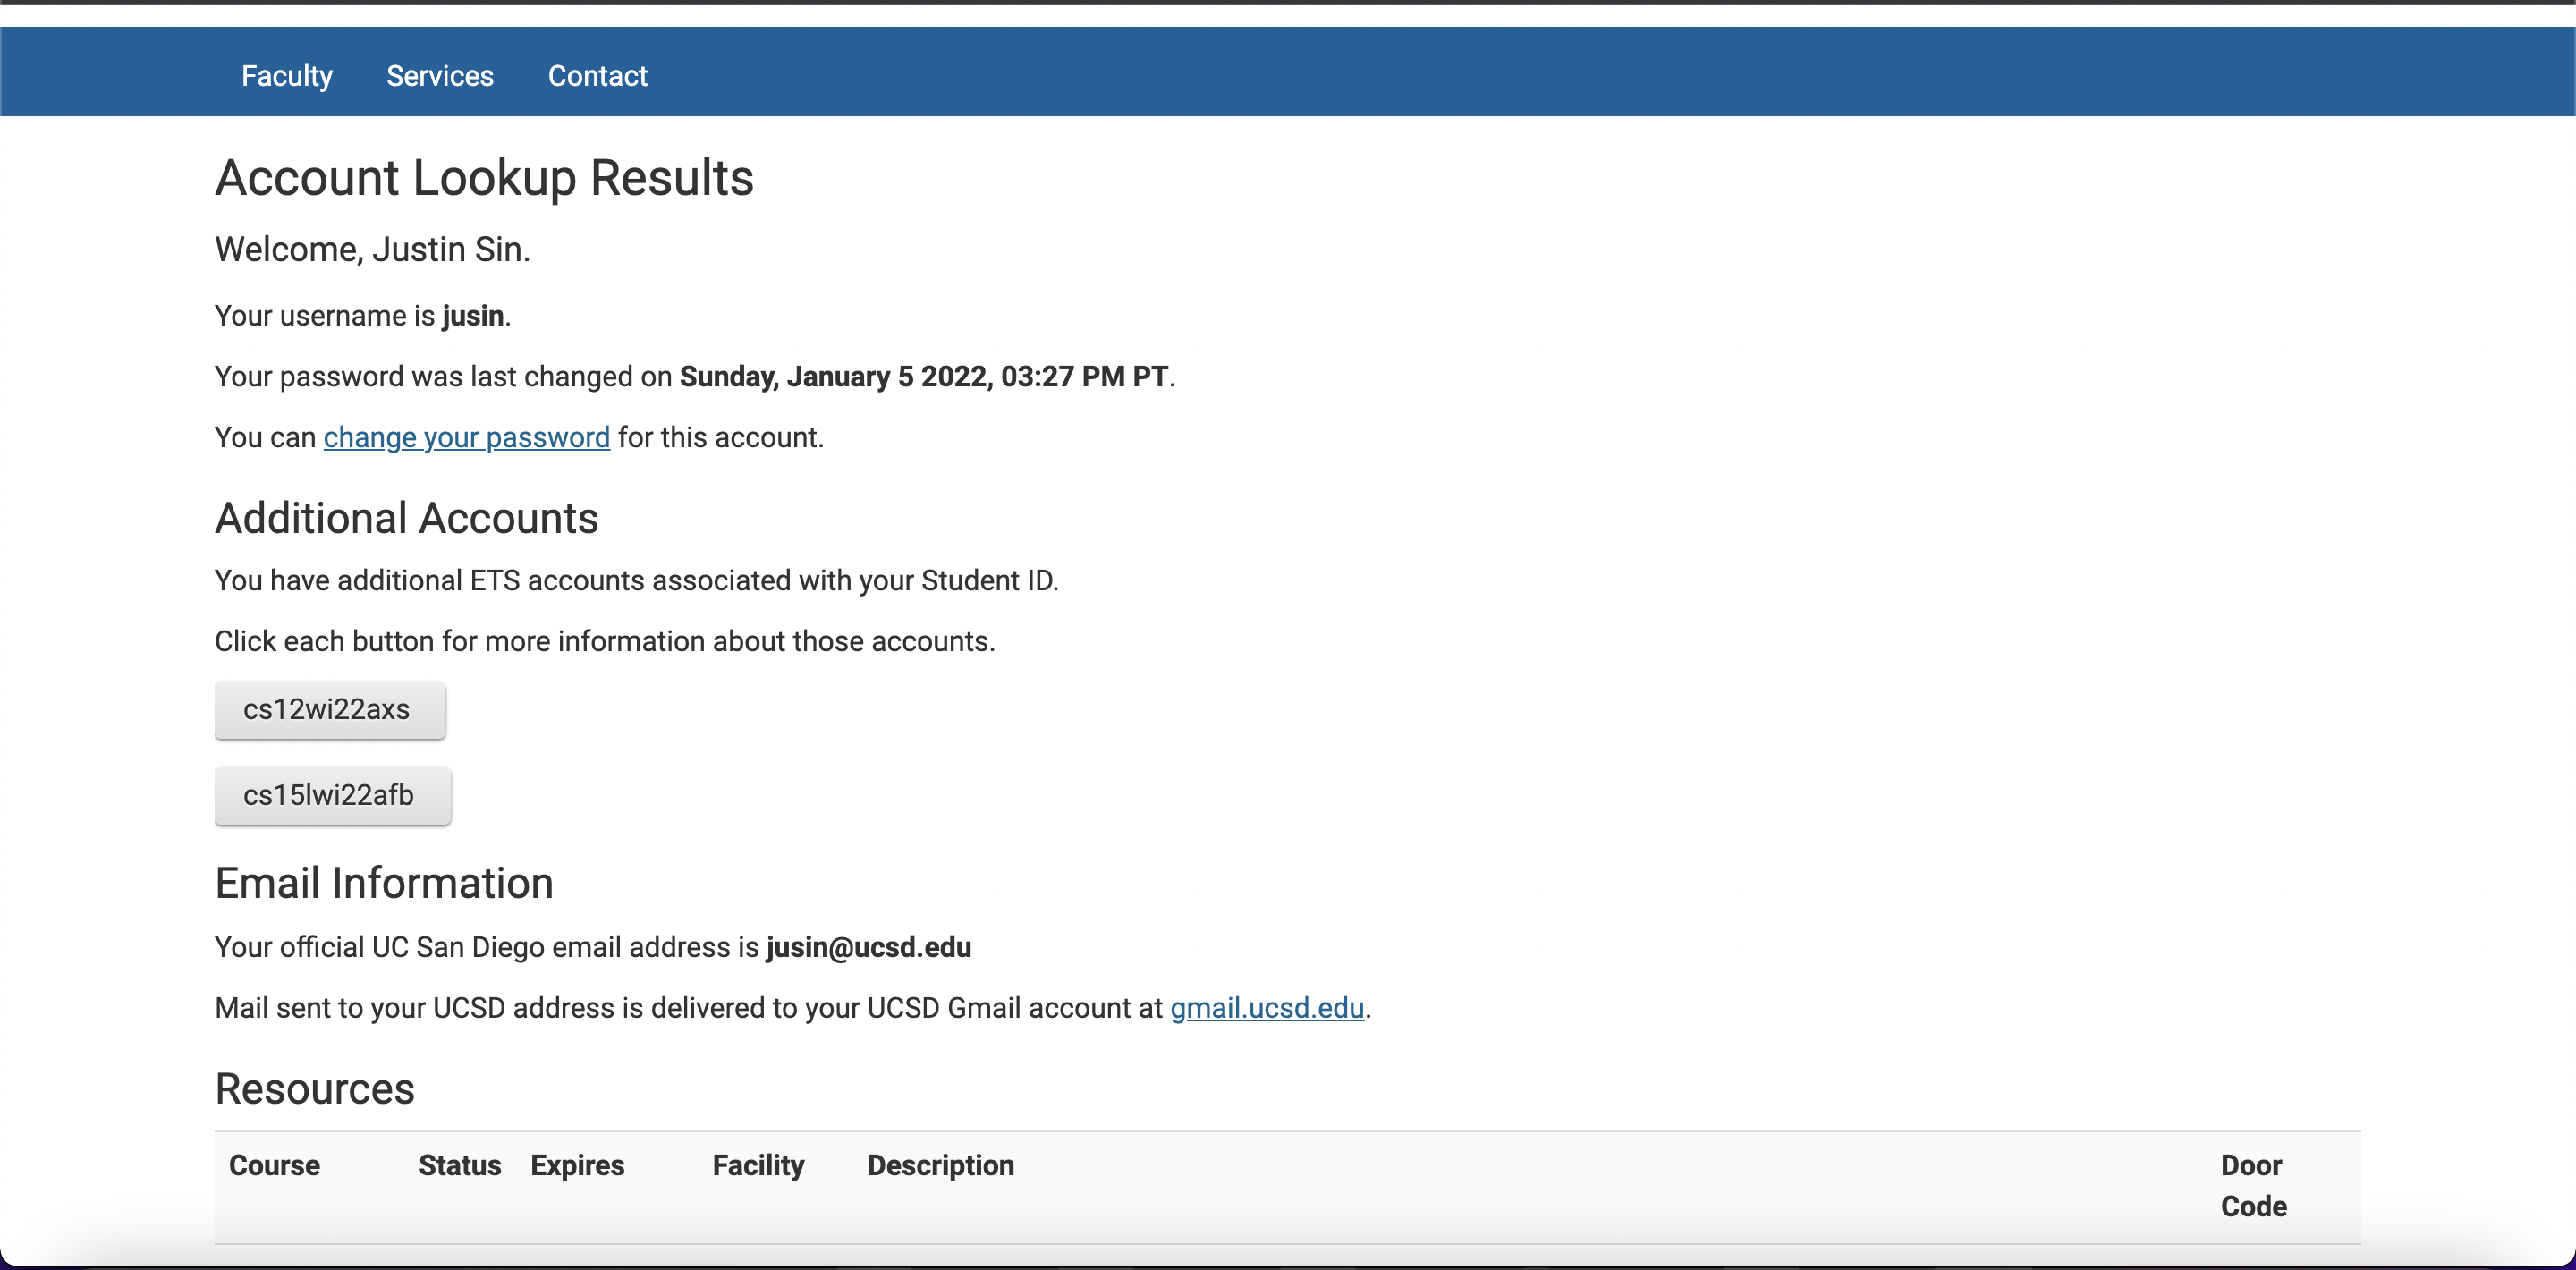 Faculty Services Contact
Account Lookup Results
Welcome, Justin Sin.
Your username is jusin.
Your password was last changed on Sunday, January 5 2022, 03:27 PM PT.
You can change your password for this account.
Additional Accounts
You have additional ETS accounts associated with your Student ID.
Click each button for more information about those accounts.
cs12wi22axs
cs15lwi22afb
Email Information
Your official UC San Diego email address is jusin@ucsd.edu
Mail sent to your UCSD address is delivered to your UCSD Gmail account at gmail.ucsd.edu.
Resources
Course Status Expires Facility Description Door
Code